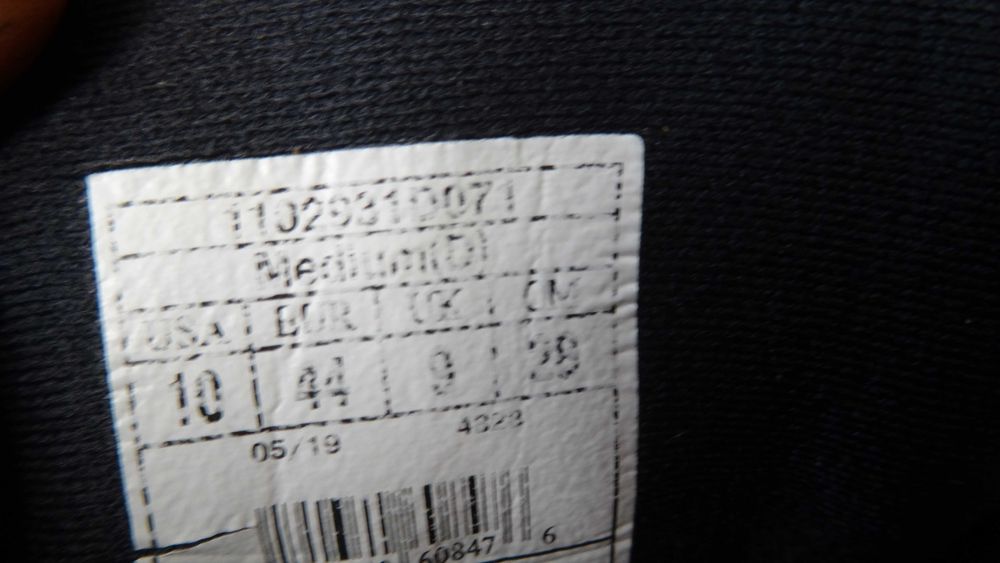 1102931D071
Medium(D)
USA EUR UK CM
10 44 9 28
05/19 4323
60847 6